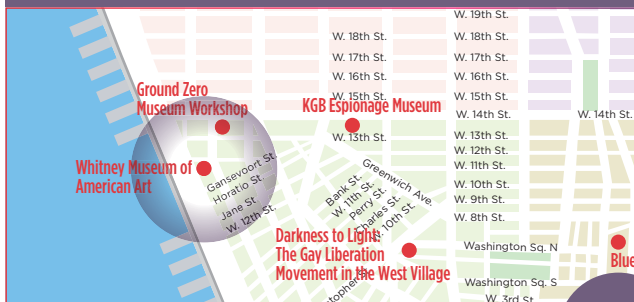 W. 19th St.
W. 18th St.
W. 18th St.
W. 17th St.
W. 17th St.
W. 16th St.
W. 16th St.
W. 15th St.
W. 15th St.
Ground Zero
Museum Workshop
KGB Espionage Museum
W. 14th St.
W. 14th St.
W. 13th St.
W. 13th St.
W. 12th St.
W. 11th St.
W. 10th St.
W. 9th St.
W. 8th St.
Whitney Museum of
American Art
Gansevoort St.
Horatio St.
Jane St.
W. 12th St.
Greenwich Ave.
Bank St.
W. 11th St.
Perry St.
Charles St.
W. 10th St.
Darkness to Light:
The Gay Liberation
Movement in the West Village
Washington Sq. N
Blue
Washington Sq. S
W. 3rd St.